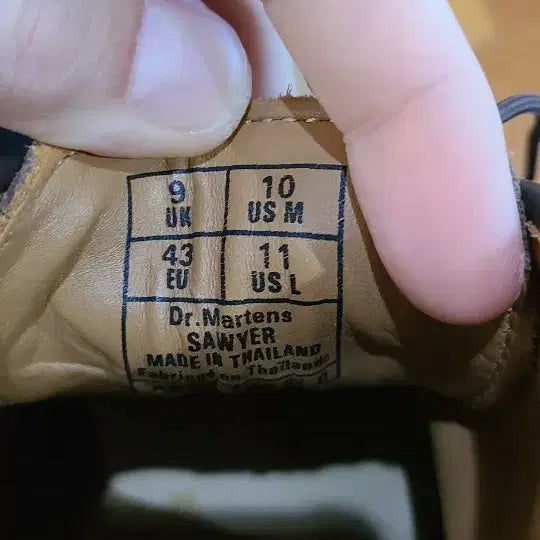 9 UK 10 US M
43 EU 11 US L
Dr.Martens
SAWYER
MADE IN THAILAND